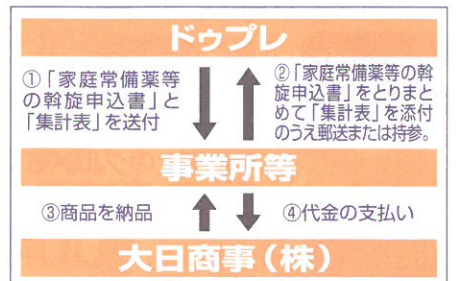 ドゥプレ
①「家庭常備薬等
の斡旋申込書」と
「集計表」を送付
②「家庭常備薬等の斡
旋申込書」をとりまと
めて「集計表」を添付
のうえ郵送または持参。
事業所等
③商品を納品
④代金の支払い
大日商事（株）